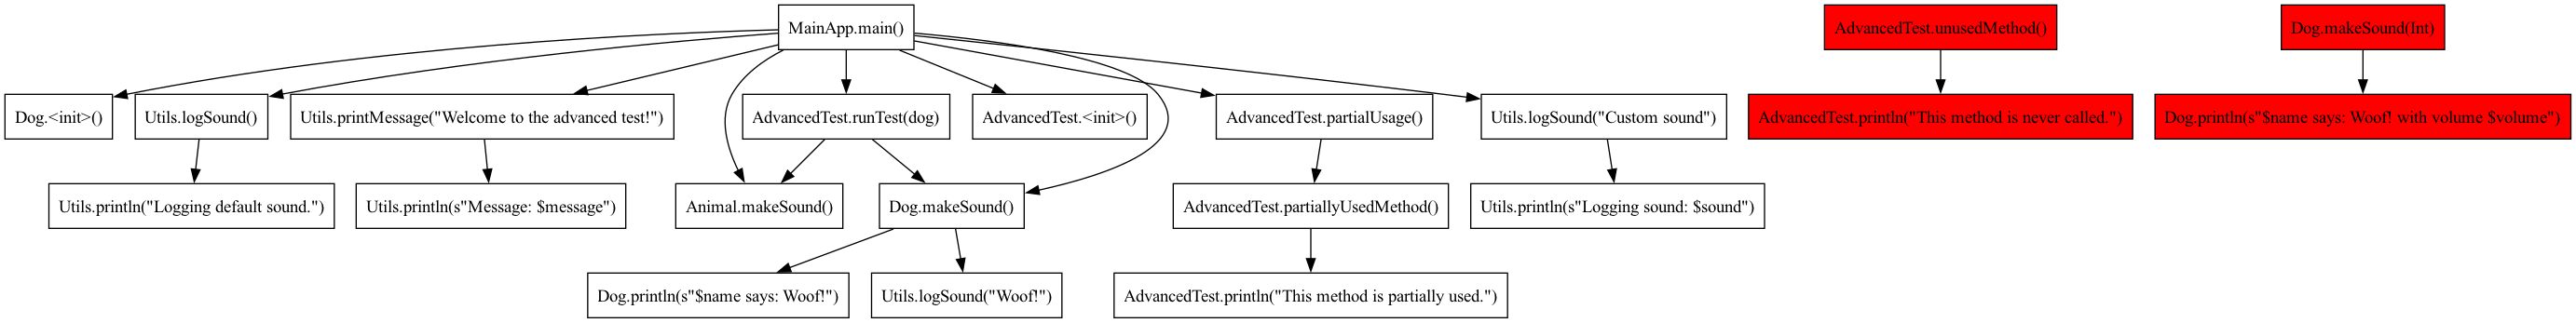 MainApp.main()
AdvancedTest.unusedMethod()
Dog.makeSound(Int)
Dog.<init>()
Utils.logSound()
Utils.printMessage("Welcome to the advanced test!")
AdvancedTest.runTest(dog)
AdvancedTest.<init>()
AdvancedTest.partialUsage()
Utils.logSound("Custom sound")
AdvancedTest.println("This method is never called.")
Dog.println(s"$name says: Woof! with volume $volume")
Utils.println("Logging default sound.")
Utils.println(s"Message: $message")
Animal.makeSound()
Dog.makeSound()
AdvancedTest.partiallyUsedMethod()
Utils.println(s"Logging sound: $sound")
Dog.println(s"$name says: Woof!")
Utils.logSound("Woof!")
AdvancedTest.println("This method is partially used.")